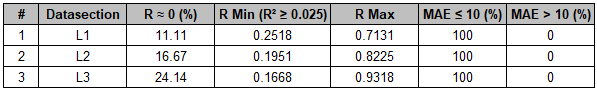 # Datasection R ≈ 0 (%) R Min (R² ≥ 0.025) R Max MAE ≤ 10 (%) MAE > 10 (%)
1 L1 11.11 0.2518 0.7131 100 0
2 L2 16.67 0.1951 0.8225 100 0
3 L3 24.14 0.1668 0.9318 100 0